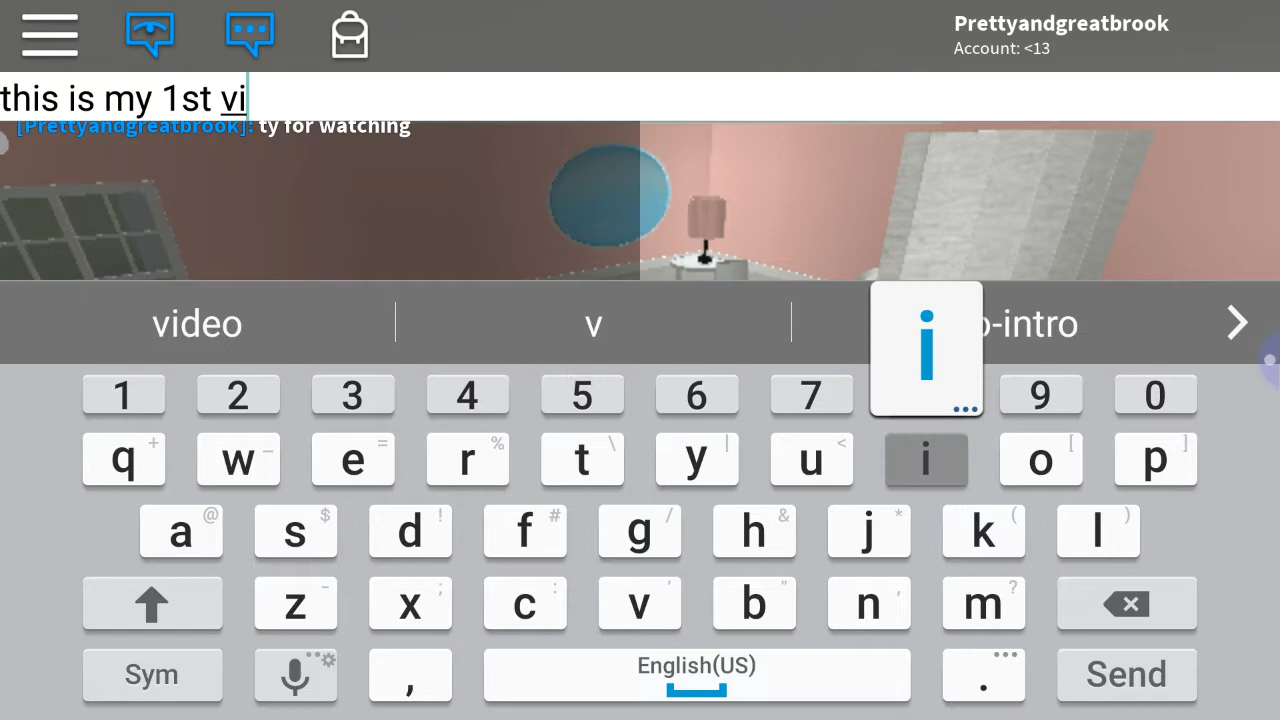 Prettyandgreatbrook
Account: <13
this is my 1st vi
[Prettyandgreatbrook]: ty for watching
video
v
o-intro
i
1 2 3 4 5 6 7 9 0
q + w _ e = r % t \ y | u < i o [ p ]
a @ s $ d ! f # g / h & j * k ( l )
z - x ; c : v ' b " n , m ?
Sym , English(US) . Send